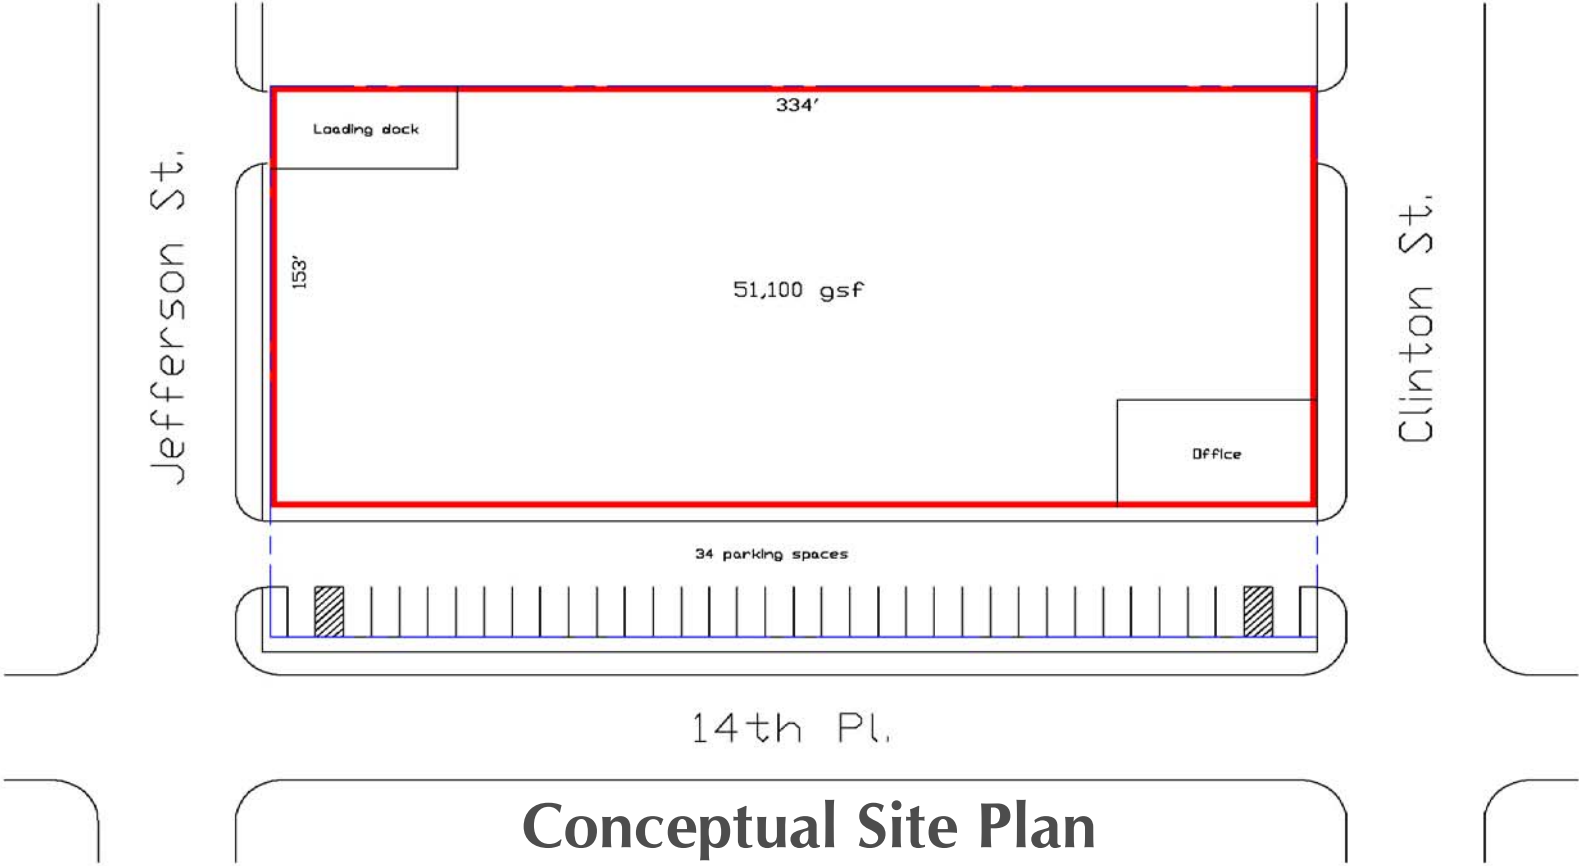 334'
Loading dock
Jefferson St.
153'
51,100 gsf
Clinton St.
Office
34 parking spaces
14th Pl.
Conceptual Site Plan